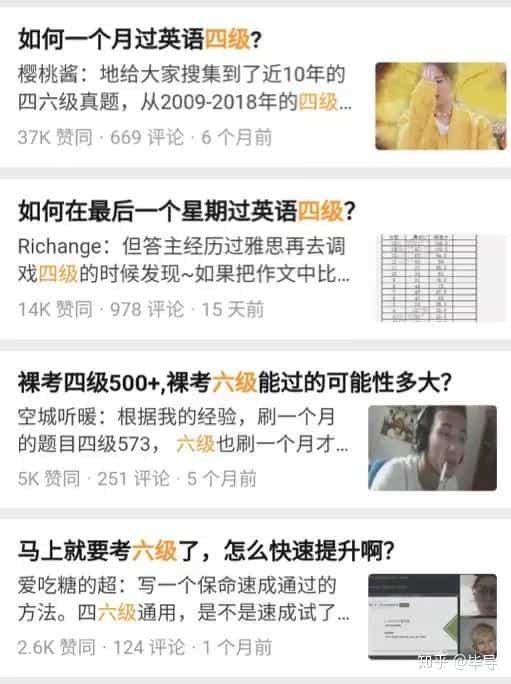 如何一个月过英语四级?
樱桃酱：地给大家搜集到了近10年的
四六级真题，从2009-2018年的四级...
37K 赞同 · 669 评论 · 6 个月前
如何在最后一个星期过英语四级?
Richange：但答主经历过雅思再去调
戏四级的时候发现~如果把作文中比...
14K 赞同 · 978 评论 · 15 天前
裸考四级500+,裸考六级能过的可能性多大?
空城听暖：根据我的经验，刷一个月
的题目四级573， 六级也刷一个月才...
5K 赞同 · 251 评论 · 5 个月前
马上就要考六级了，怎么快速提升啊?
爱吃糖的超：写一个保命速成通过的
方法。四六级通用，是不是速成试了...
2.6K 赞同 · 124 评论 · 1 个月前
知乎 @毕导